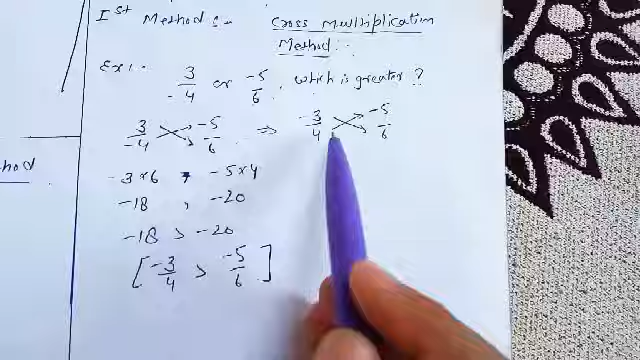 Ist Method :- Cross Multiplication
Method :-
Ex:- 3/-4 or -5/6, which is greater ?
3/-4 -5/6 ⇒ -3/4 -5/6
-3×6 , -5×4
-18 , -20
-18 > -20
[ -3/4 > -5/6 ]